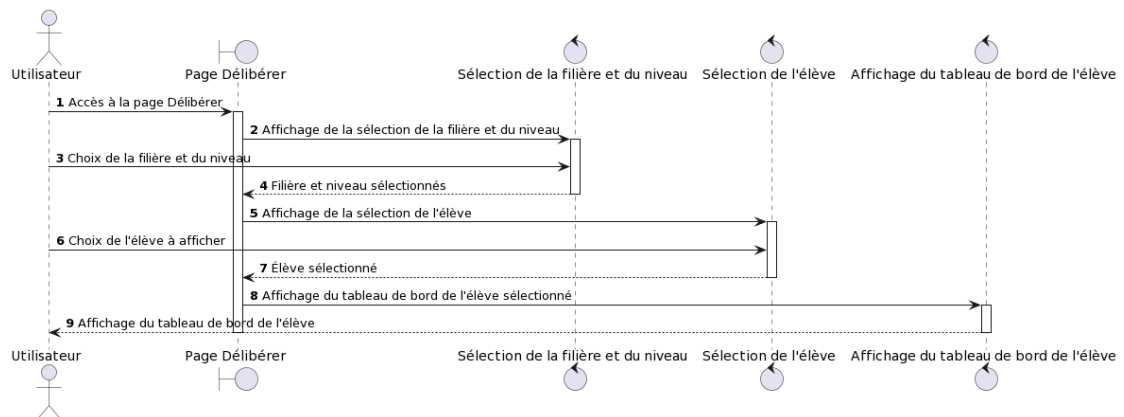 Utilisateur
Page Délibérer
Sélection de la filière et du niveau
Sélection de l'élève
Affichage du tableau de bord de l'élève
1 Accès à la page Délibérer
2 Affichage de la sélection de la filière et du niveau
3 Choix de la filière et du niveau
4 Filière et niveau sélectionnés
5 Affichage de la sélection de l'élève
6 Choix de l'élève à afficher
7 Élève sélectionné
8 Affichage du tableau de bord de l'élève sélectionné
9 Affichage du tableau de bord de l'élève
Utilisateur
Page Délibérer
Sélection de la filière et du niveau
Sélection de l'élève
Affichage du tableau de bord de l'élève